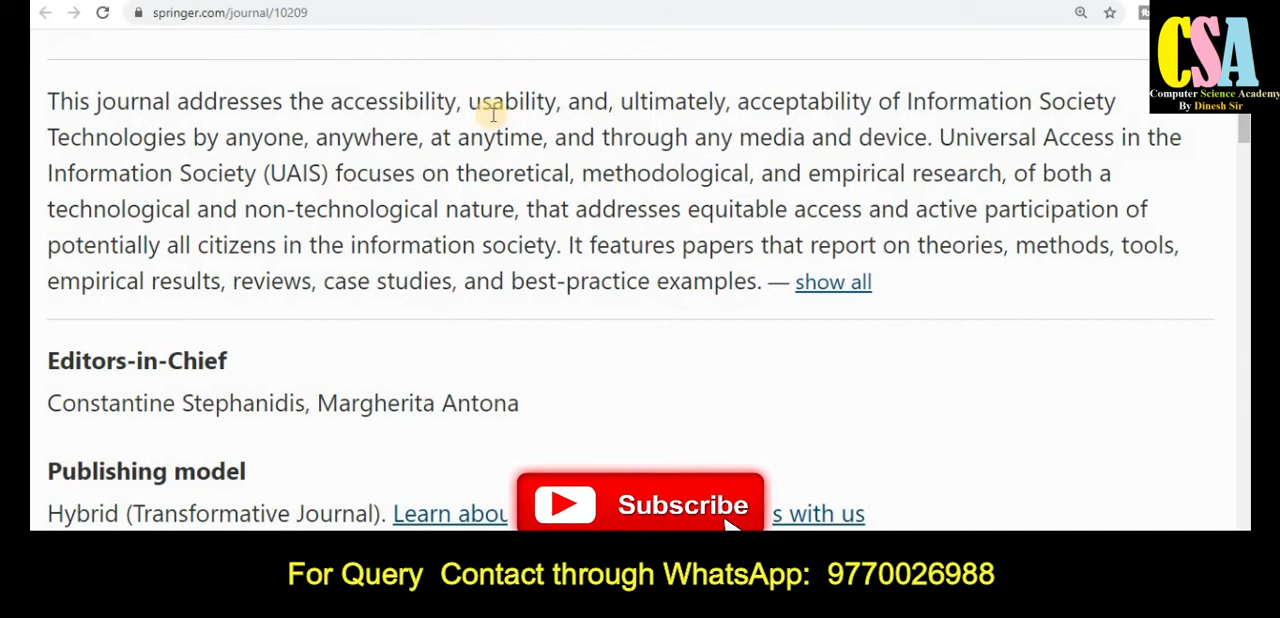 springer.com/journal/10209
CSA
Computer Science Academy
By Dinesh Sir
This journal addresses the accessibility, usability, and, ultimately, acceptability of Information Society
Technologies by anyone, anywhere, at anytime, and through any media and device. Universal Access in the
Information Society (UAIS) focuses on theoretical, methodological, and empirical research, of both a
technological and non-technological nature, that addresses equitable access and active participation of
potentially all citizens in the information society. It features papers that report on theories, methods, tools,
empirical results, reviews, case studies, and best-practice examples. — show all
Editors-in-Chief
Constantine Stephanidis, Margherita Antona
Publishing model
Hybrid (Transformative Journal). Learn abou s with us
Subscribe
For Query Contact through WhatsApp: 9770026988